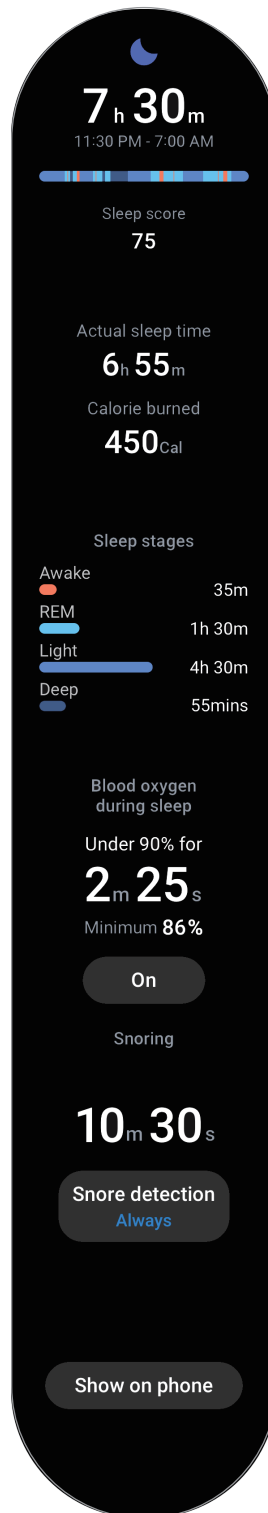 7 h 30 m
11:30 PM - 7:00 AM
Sleep score
75
Actual sleep time
6h 55m
Calorie burned
450Cal
Sleep stages
Awake
35m
REM
1h 30m
Light
4h 30m
Deep
55mins
Blood oxygen
during sleep
Under 90% for
2m 25s
Minimum 86%
On
Snoring
10m 30s
Snore detection
Always
Show on phone